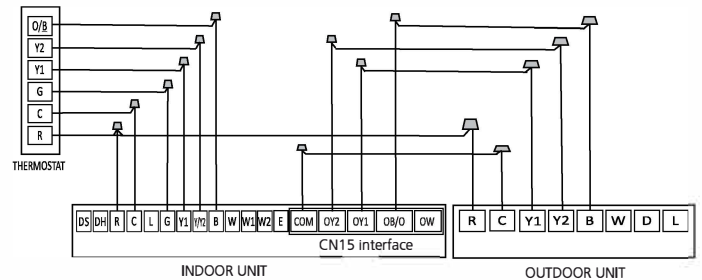 O/B
Y2
Y1
G
C
R
THERMOSTAT
DS DH R C L G Y1 Y/Y2 B W W1 W2 E COM OY2 OY1 OB/O OW
CN15 interface
INDOOR UNIT
R C Y1 Y2 B W D L
OUTDOOR UNIT